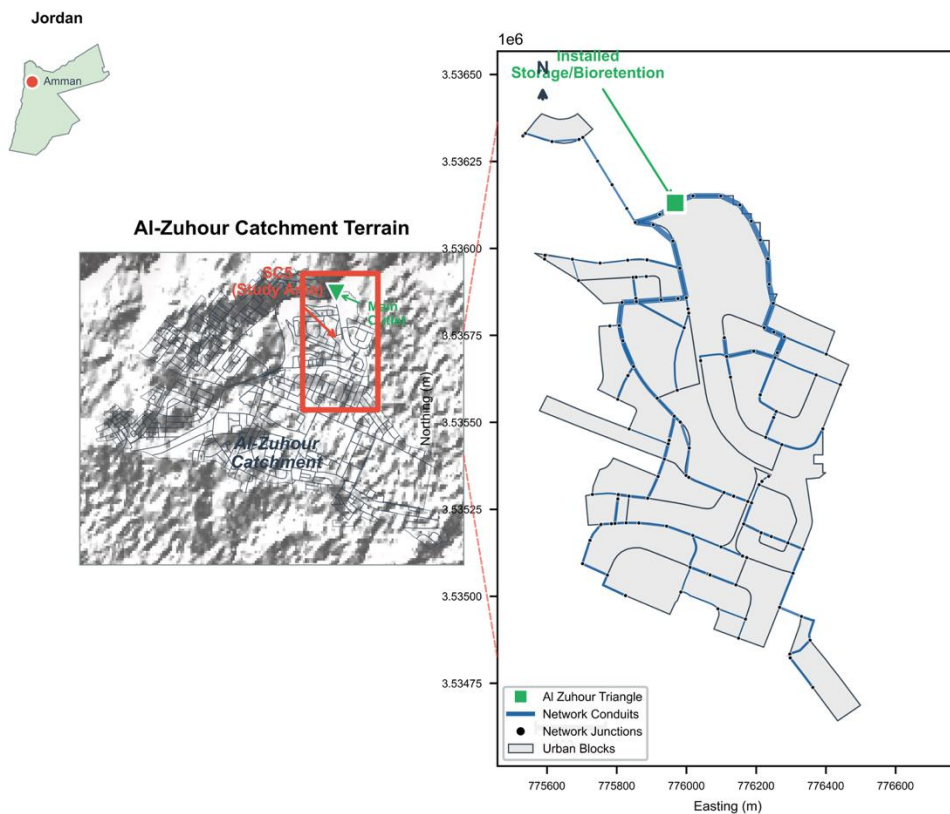 Jordan
Amman
Al-Zuhour Catchment Terrain
SC5
(Study Area)
Main
Outlet
Al-Zuhour
Catchment
1e6
Installed
Storage/Bioretention
N
3.53650
3.53625
3.53600
3.53575
3.53550
3.53525
3.53500
3.53475
Northing (m)
Al Zuhour Triangle
Network Conduits
Network Junctions
Urban Blocks
775600
775800
776000
776200
776400
776600
Easting (m)